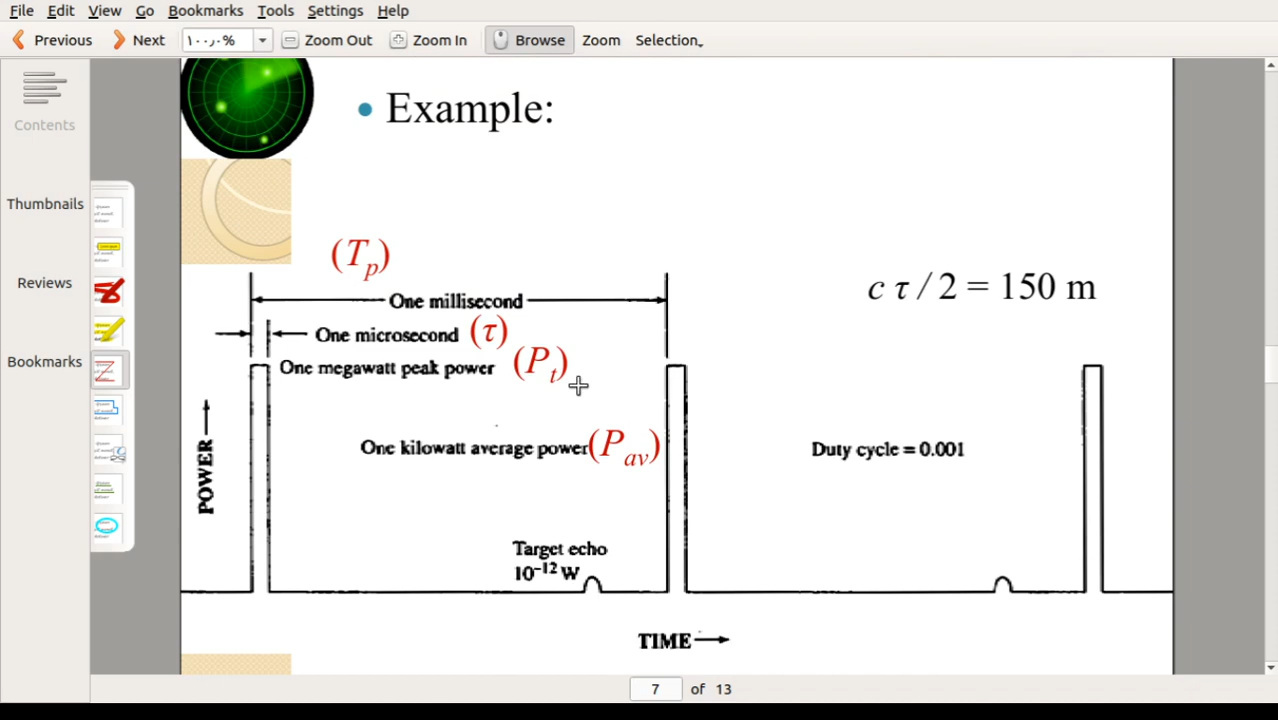 File Edit View Go Bookmarks Tools Settings Help
Previous Next ١٠٠٫٠% Zoom Out Zoom In Browse Zoom Selection
Contents
Thumbnails
Reviews
Bookmarks
• Example:
(Tp)
One millisecond
c τ / 2 = 150 m
One microsecond (τ)
One megawatt peak power (Pt)
One kilowatt average power (Pav)
Duty cycle = 0.001
POWER
Target echo
10⁻¹² W
TIME
7 of 13